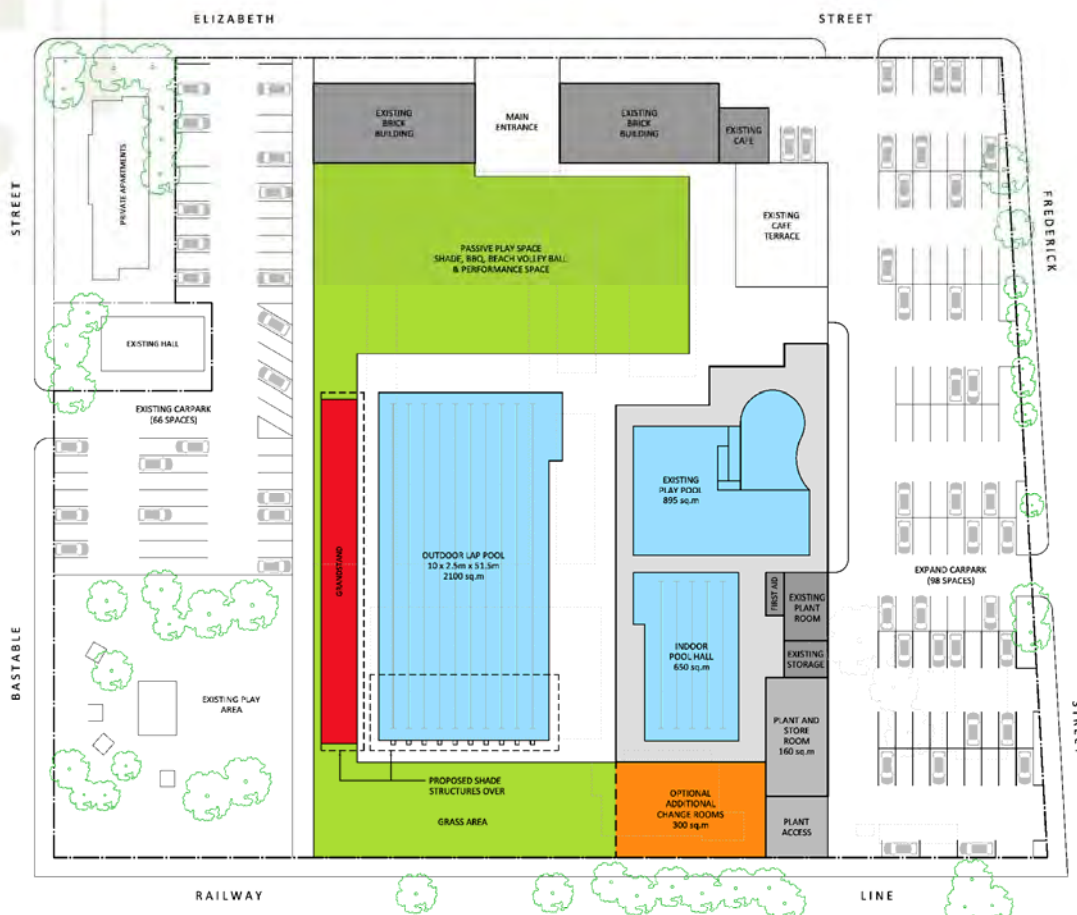 ELIZABETH STREET
EXISTING
BRICK
BUILDING
MAIN
ENTRANCE
EXISTING
BRICK
BUILDING
EXISTING
CAFE
PRIVATE APARTMENTS
STREET
FREDERICK
EXISTING
CAFE
TERRACE
PASSIVE PLAY SPACE
SHADE, BBQ, BEACH VOLLEY BALL
& PERFORMANCE SPACE
EXISTING HALL
EXISTING CARPARK
(66 SPACES)
EXISTING
PLAY POOL
895 sq.m
GRANDSTAND
OUTDOOR LAP POOL
10 x 2.5m x 51.5m
2100 sq.m
EXPAND CARPARK
(98 SPACES)
FIRST AID
EXISTING
PLANT
ROOM
INDOOR
POOL HALL
650 sq.m
EXISTING
STORAGE
BASTABLE
EXISTING PLAY
AREA
STREET
PLANT AND
STORE
ROOM
160 sq.m
PROPOSED SHADE
STRUCTURES OVER
GRASS AREA
OPTIONAL
ADDITIONAL
CHANGE ROOMS
300 sq.m
PLANT
ACCESS
RAILWAY LINE